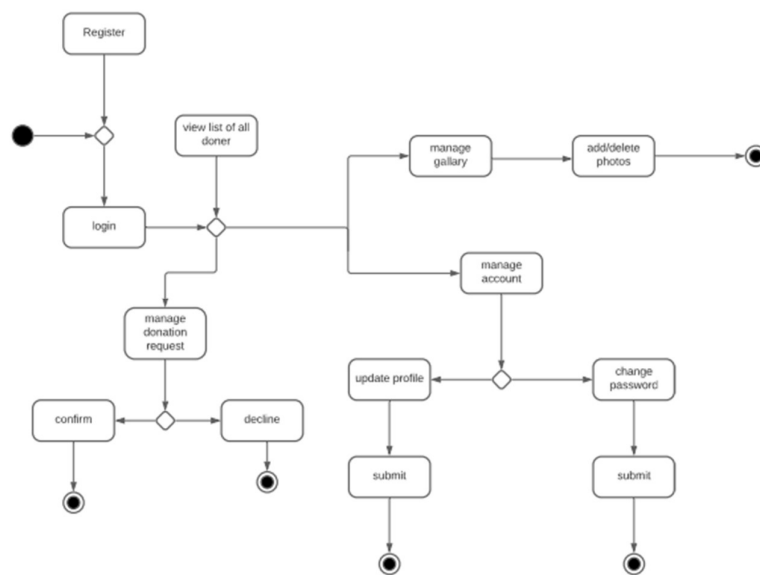 Register
view list of all
doner
manage
gallary
add/delete
photos
login
manage
account
manage
donation
request
update profile
change
password
confirm
decline
submit
submit